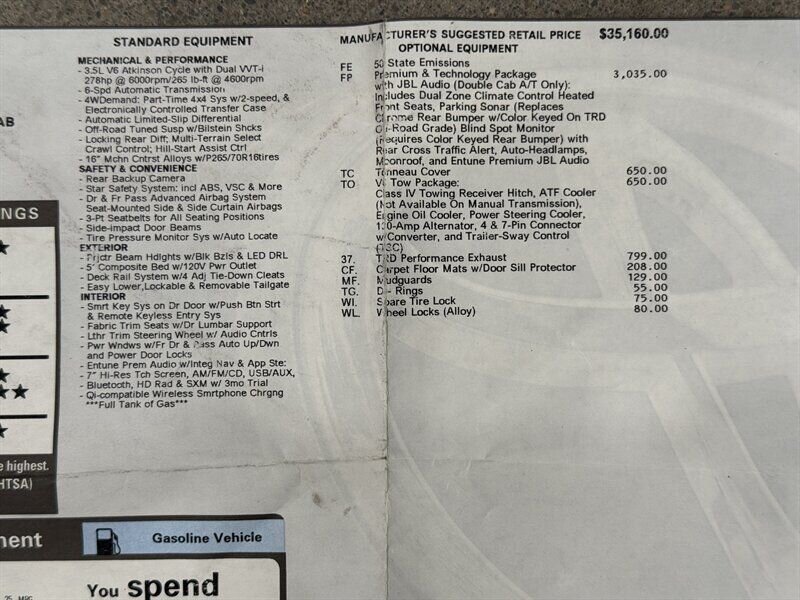 AB
NGS
e highest.
HTSA)
STANDARD EQUIPMENT
MECHANICAL & PERFORMANCE
- 3.5L V6 Atkinson Cycle with Dual VVT-i
278hp @ 6000rpm/265 lb-ft @ 4600rpm
- 6-Spd Automatic Transmission
- 4WDemand: Part-Time 4x4 Sys w/2-speed, &
Electronically Controlled Transfer Case
- Automatic Limited-Slip Differential
- Off-Road Tuned Susp w/Bilstein Shcks
- Locking Rear Diff; Multi-Terrain Select
Crawl Control; Hill-Start Assist Ctrl
- 16" Mchn Cntrst Alloys w/P265/70R16tires
SAFETY & CONVENIENCE
- Rear Backup Camera
- Star Safety System: incl ABS, VSC & More
- Dr & Fr Pass Advanced Airbag System
Seat-Mounted Side & Side Curtain Airbags
- 3-Pt Seatbelts for All Seating Positions
- Side-impact Door Beams
- Tire Pressure Monitor Sys w/Auto Locate
EXTERIOR
- Prjctr Beam Hdlghts w/Blk Bzls & LED DRL
- 5' Composite Bed w/120V Pwr Outlet
- Deck Rail System w/4 Adj Tie-Down Cleats
- Easy Lower,Lockable & Removable Tailgate
INTERIOR
- Smrt Key Sys on Dr Door w/Push Btn Strt
& Remote Keyless Entry Sys
- Fabric Trim Seats w/Dr Lumbar Support
- Lthr Trim Steering Wheel w/ Audio Cntrls
- Pwr Wndws w/Fr Dr & Pass Auto Up/Dwn
and Power Door Locks
- Entune Prem Audio w/Integ Nav & App Ste:
- 7" Hi-Res Tch Screen, AM/FM/CD, USB/AUX,
- Bluetooth, HD Rad & SXM w/ 3mo Trial
- Qi-compatible Wireless Smrtphone Chrgng
***Full Tank of Gas***
MANUFACTURER'S SUGGESTED RETAIL PRICE $35,160.00
OPTIONAL EQUIPMENT
FE 50 State Emissions
FP Premium & Technology Package 3,035.00
with JBL Audio (Double Cab A/T Only):
Includes Dual Zone Climate Control Heated
Front Seats, Parking Sonar (Replaces
Chrome Rear Bumper w/Color Keyed On TRD
Off-Road Grade) Blind Spot Monitor
(Requires Color Keyed Rear Bumper) with
Rear Cross Traffic Alert, Auto-Headlamps,
Moonroof, and Entune Premium JBL Audio
TC Tonneau Cover 650.00
TO V6 Tow Package: 650.00
Class IV Towing Receiver Hitch, ATF Cooler
(Not Available On Manual Transmission),
Engine Oil Cooler, Power Steering Cooler,
130-Amp Alternator, 4 & 7-Pin Connector
w/Converter, and Trailer-Sway Control
(TSC)
37. TRD Performance Exhaust 799.00
CF. Carpet Floor Mats w/Door Sill Protector 208.00
MF. Mudguards 129.00
TG. D - Rings 55.00
WI. Spare Tire Lock 75.00
WL. Wheel Locks (Alloy) 80.00
nent
Gasoline Vehicle
You spend
25 MPG